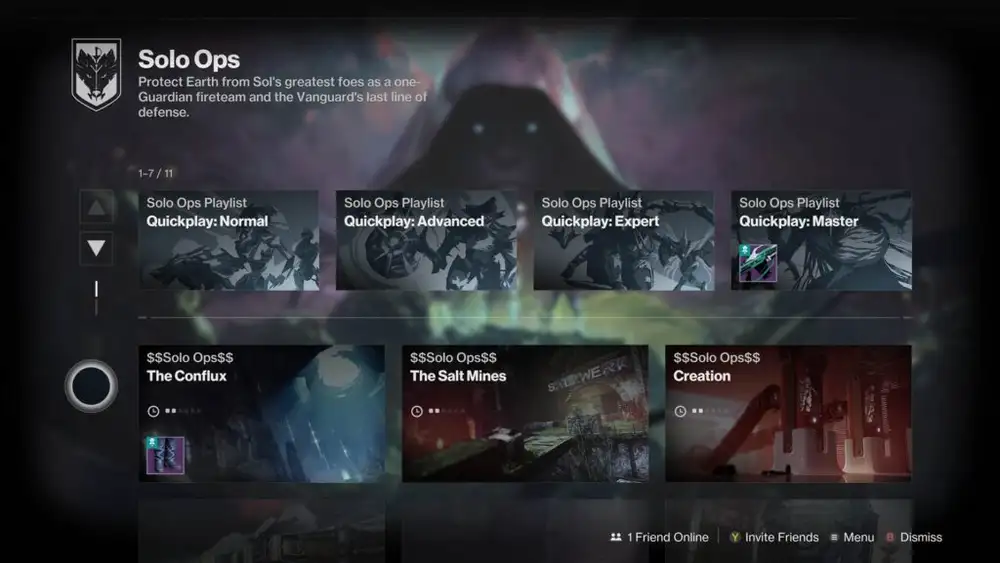 Solo Ops
Protect Earth from Sol's greatest foes as a one-
Guardian fireteam and the Vanguard's last line of
defense.
1-7 / 11
Solo Ops Playlist
Quickplay: Normal
Solo Ops Playlist
Quickplay: Advanced
Solo Ops Playlist
Quickplay: Expert
Solo Ops Playlist
Quickplay: Master
$$Solo Ops$$
The Conflux
$$Solo Ops$$
The Salt Mines
$$Solo Ops$$
Creation
1 Friend Online
Y Invite Friends
Menu
B Dismiss